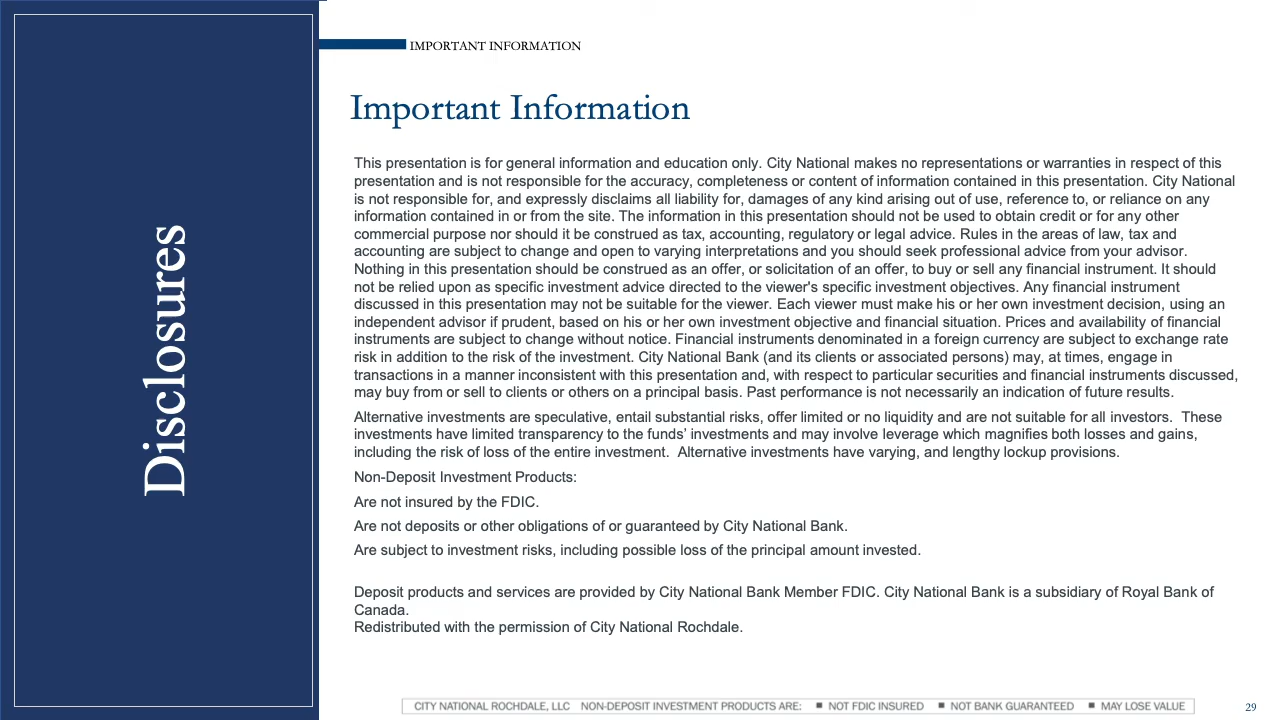 Disclosures
IMPORTANT INFORMATION
Important Information
This presentation is for general information and education only. City National makes no representations or warranties in respect of this
presentation and is not responsible for the accuracy, completeness or content of information contained in this presentation. City National
is not responsible for, and expressly disclaims all liability for, damages of any kind arising out of use, reference to, or reliance on any
information contained in or from the site. The information in this presentation should not be used to obtain credit or for any other
commercial purpose nor should it be construed as tax, accounting, regulatory or legal advice. Rules in the areas of law, tax and
accounting are subject to change and open to varying interpretations and you should seek professional advice from your advisor.
Nothing in this presentation should be construed as an offer, or solicitation of an offer, to buy or sell any financial instrument. It should
not be relied upon as specific investment advice directed to the viewer's specific investment objectives. Any financial instrument
discussed in this presentation may not be suitable for the viewer. Each viewer must make his or her own investment decision, using an
independent advisor if prudent, based on his or her own investment objective and financial situation. Prices and availability of financial
instruments are subject to change without notice. Financial instruments denominated in a foreign currency are subject to exchange rate
risk in addition to the risk of the investment. City National Bank (and its clients or associated persons) may, at times, engage in
transactions in a manner inconsistent with this presentation and, with respect to particular securities and financial instruments discussed,
may buy from or sell to clients or others on a principal basis. Past performance is not necessarily an indication of future results.
Alternative investments are speculative, entail substantial risks, offer limited or no liquidity and are not suitable for all investors.  These
investments have limited transparency to the funds’ investments and may involve leverage which magnifies both losses and gains,
including the risk of loss of the entire investment.  Alternative investments have varying, and lengthy lockup provisions.
Non-Deposit Investment Products:
Are not insured by the FDIC.
Are not deposits or other obligations of or guaranteed by City National Bank.
Are subject to investment risks, including possible loss of the principal amount invested.
Deposit products and services are provided by City National Bank Member FDIC. City National Bank is a subsidiary of Royal Bank of
Canada.
Redistributed with the permission of City National Rochdale.
CITY NATIONAL ROCHDALE, LLC NON-DEPOSIT INVESTMENT PRODUCTS ARE: ■ NOT FDIC INSURED ■ NOT BANK GUARANTEED ■ MAY LOSE VALUE
29